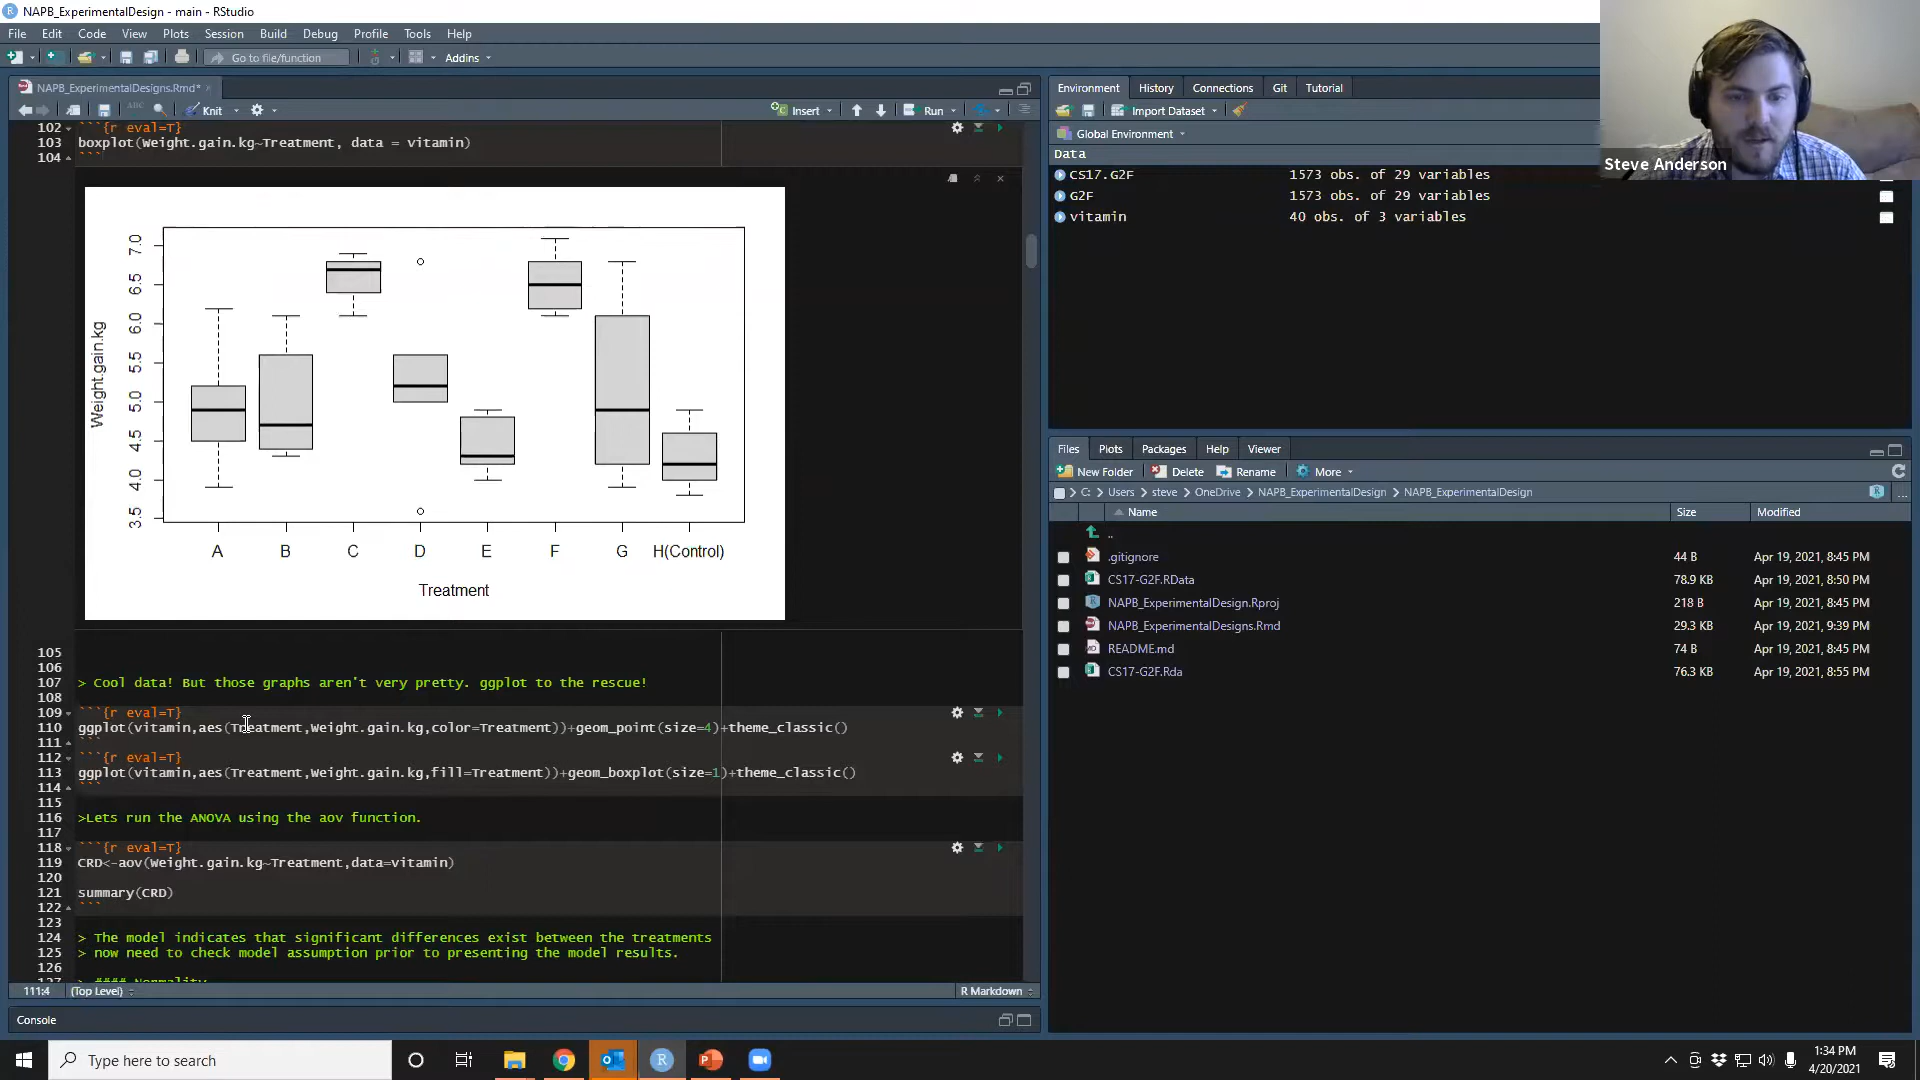 NAPB_ExperimentalDesign - main - RStudio
File Edit Code View Plots Session Build Debug Profile Tools Help
Go to file/function Addins
NAPB_ExperimentalDesigns.Rmd*
ABC Knit Insert Run
102 ```{r eval=T}
103 boxplot(Weight.gain.kg~Treatment, data = vitamin)
104 ```
Weight.gain.kg
7.0
6.5
6.0
5.5
5.0
4.5
4.0
3.5
A B C D E F G H(Control)
Treatment
105
106
107 > Cool data! But those graphs aren't very pretty. ggplot to the rescue!
108
109 ```{r eval=T}
110 ggplot(vitamin,aes(Treatment,Weight.gain.kg,color=Treatment))+geom_point(size=4)+theme_classic()
111 ```
112 ```{r eval=T}
113 ggplot(vitamin,aes(Treatment,Weight.gain.kg,fill=Treatment))+geom_boxplot(size=1)+theme_classic()
114 ```
115
116 >Lets run the ANOVA using the aov function.
117
118 ```{r eval=T}
119 CRD<-aov(Weight.gain.kg~Treatment,data=vitamin)
120
121 summary(CRD)
122 ```
123
124 > The model indicates that significant differences exist between the treatments
125 > now need to check model assumption prior to presenting the model results.
126
127 > #### Normality
111:4 (Top Level) R Markdown
Console
Environment History Connections Git Tutorial
Import Dataset
Global Environment
Data
CS17.G2F 1573 obs. of 29 variables
G2F 1573 obs. of 29 variables
vitamin 40 obs. of 3 variables
Steve Anderson
Files Plots Packages Help Viewer
New Folder Delete Rename More
C: Users steve OneDrive NAPB_ExperimentalDesign NAPB_ExperimentalDesign ...
Name Size Modified
..
.gitignore 44 B Apr 19, 2021, 8:45 PM
CS17-G2F.RData 78.9 KB Apr 19, 2021, 8:50 PM
NAPB_ExperimentalDesign.Rproj 218 B Apr 19, 2021, 8:45 PM
NAPB_ExperimentalDesigns.Rmd 29.3 KB Apr 19, 2021, 9:39 PM
README.md 74 B Apr 19, 2021, 8:45 PM
CS17-G2F.Rda 76.3 KB Apr 19, 2021, 8:55 PM
Type here to search
1:34 PM
4/20/2021